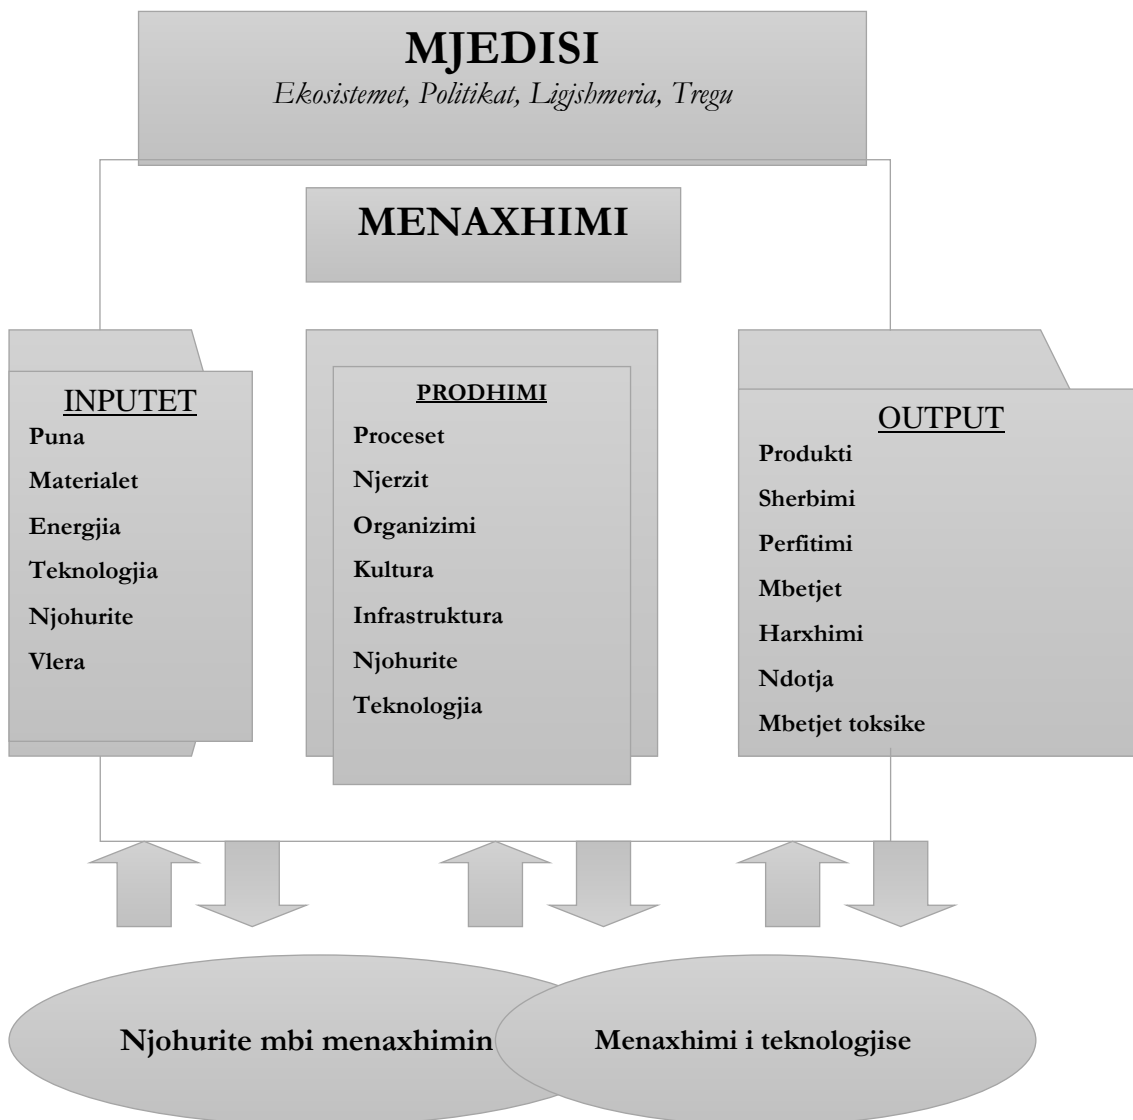 MJEDISI
Ekosistemet, Politikat, Ligjshmeria, Tregu
MENAXHIMI
INPUTET
Puna
Materialet
Energjia
Teknologjia
Njohurite
Vlera
PRODHIMI
Proceset
Njerzit
Organizimi
Kultura
Infrastruktura
Njohurite
Teknologjia
OUTPUT
Produkti
Sherbimi
Perfitimi
Mbetjet
Harxhimi
Ndotja
Mbetjet toksike
Njohurite mbi menaxhimin
Menaxhimi i teknologjise